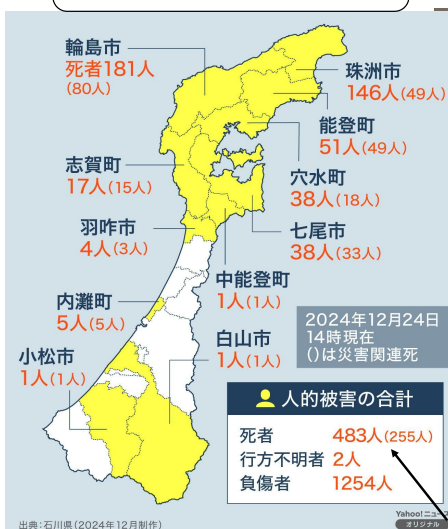 輪島市
死者181人
(80人)
珠洲市
146人(49人)
能登町
51人(49人)
志賀町
17人(15人)
穴水町
38人(18人)
羽咋市
4人(3人)
七尾市
38人(33人)
中能登町
1人(1人)
内灘町
5人(5人)
白山市
1人(1人)
小松市
1人(1人)
2024年12月24日
14時現在
()は災害関連死
人的被害の合計
死者 483人(255人)
行方不明者 2人
負傷者 1254人
出典:石川県(2024年12月制作)
Yahoo!ニュース
オリジナル